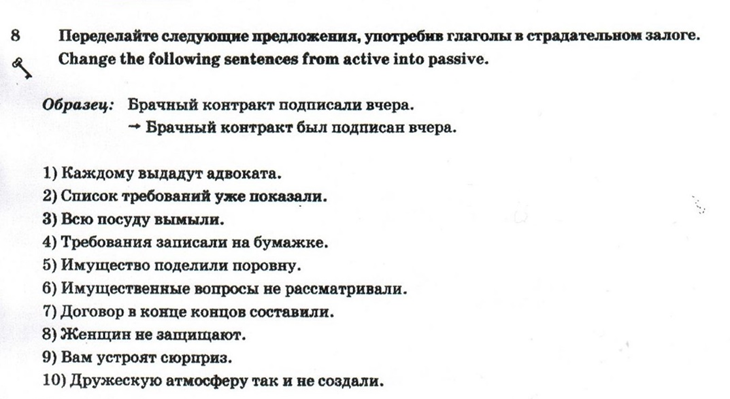 8 Переделайте следующие предложения, употребив глаголы в страдательном залоге.
Change the following sentences from active into passive.
Образец: Брачный контракт подписали вчера.
→ Брачный контракт был подписан вчера.
1) Каждому выдадут адвоката.
2) Список требований уже показали.
3) Всю посуду вымыли.
4) Требования записали на бумажке.
5) Имущество поделили поровну.
6) Имущественные вопросы не рассматривали.
7) Договор в конце концов составили.
8) Женщин не защищают.
9) Вам устроят сюрприз.
10) Дружескую атмосферу так и не создали.